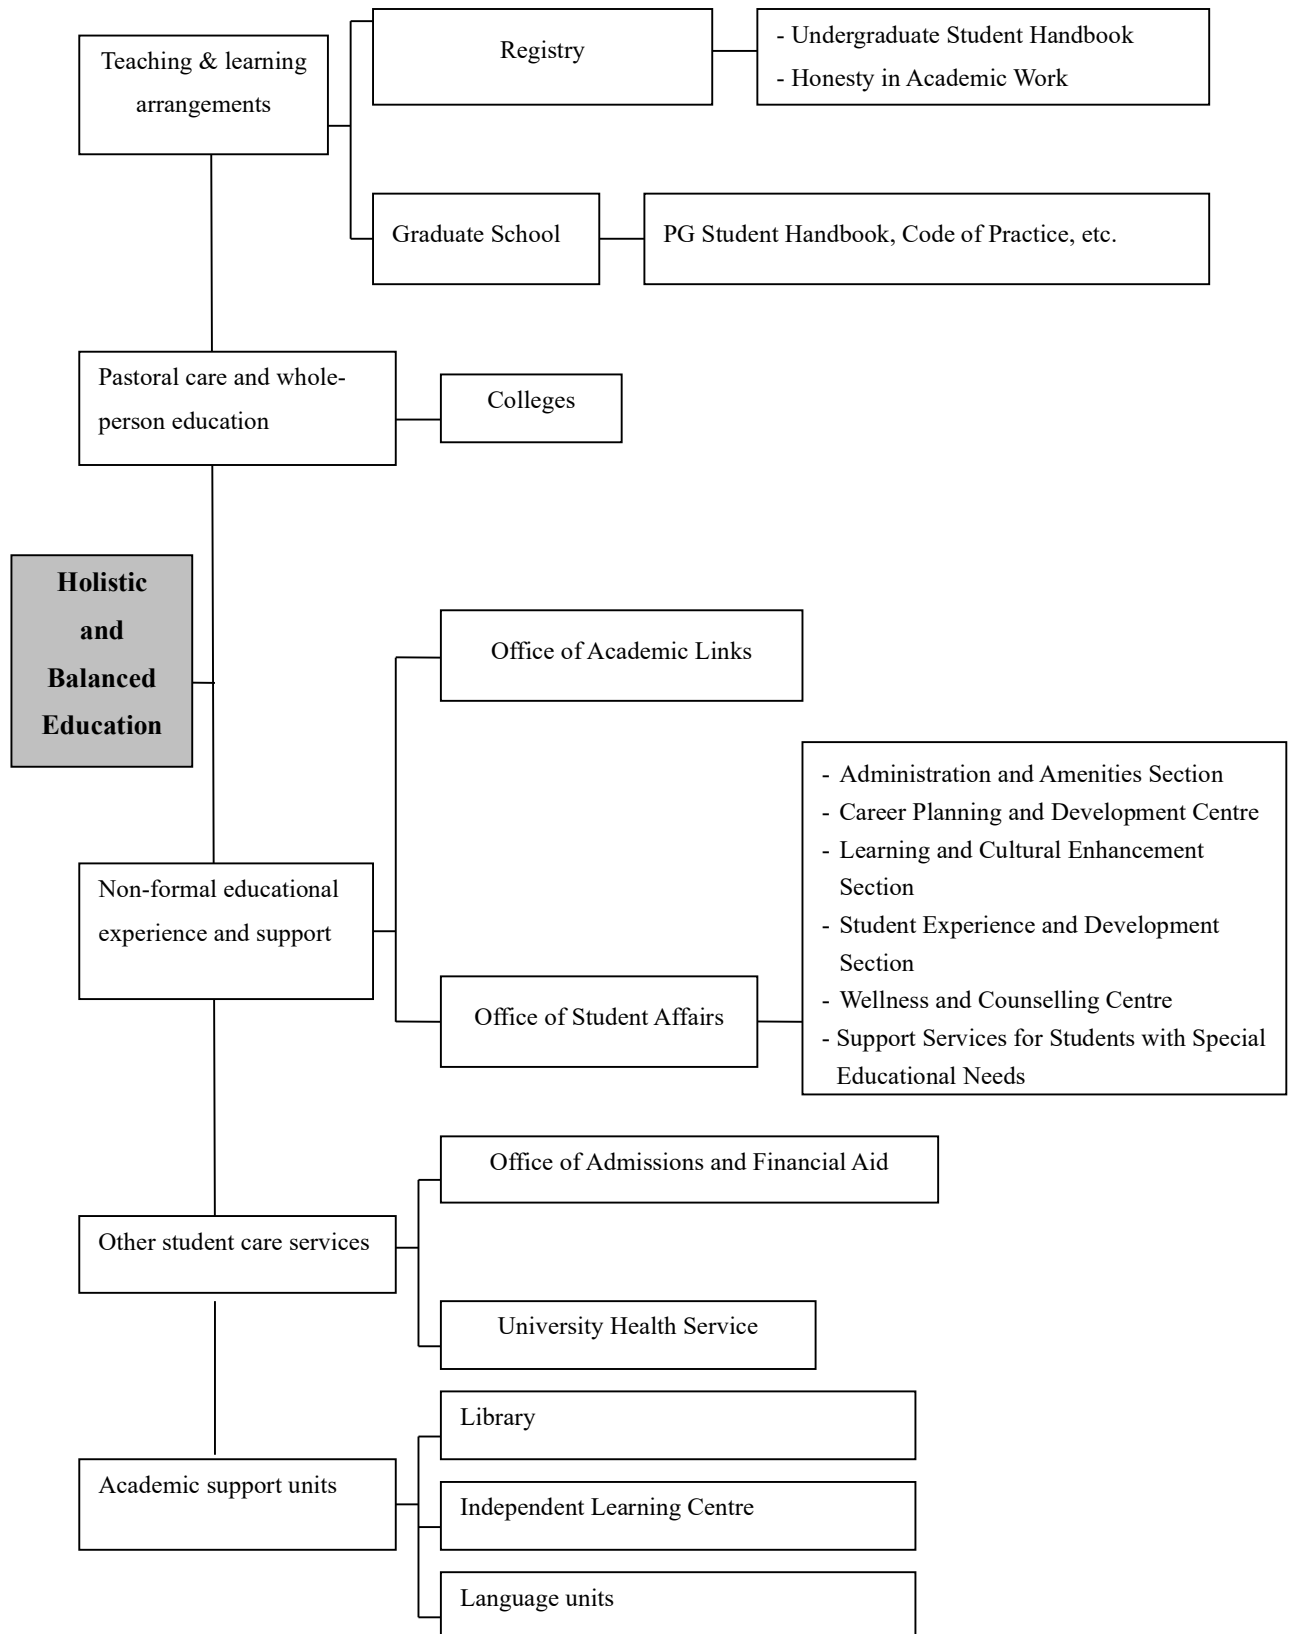 Teaching & learning
arrangements
Registry
- Undergraduate Student Handbook
- Honesty in Academic Work
Graduate School
PG Student Handbook, Code of Practice, etc.
Pastoral care and whole-
person education
Colleges
Holistic
and
Balanced
Education
Office of Academic Links
Non-formal educational
experience and support
Office of Student Affairs
- Administration and Amenities Section
- Career Planning and Development Centre
- Learning and Cultural Enhancement
Section
- Student Experience and Development
Section
- Wellness and Counselling Centre
- Support Services for Students with Special
Educational Needs
Other student care services
Office of Admissions and Financial Aid
University Health Service
Academic support units
Library
Independent Learning Centre
Language units